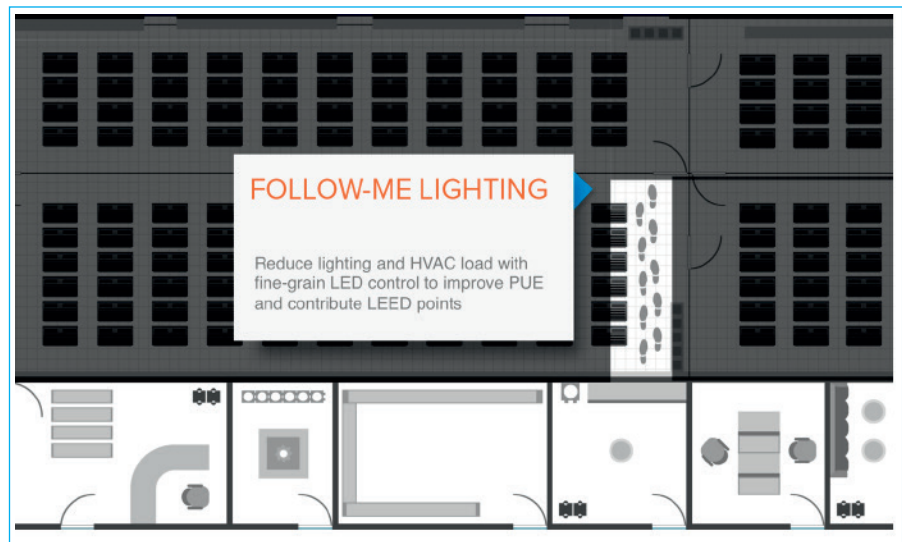 FOLLOW-ME LIGHTING
Reduce lighting and HVAC load with
fine-grain LED control to improve PUE
and contribute LEED points